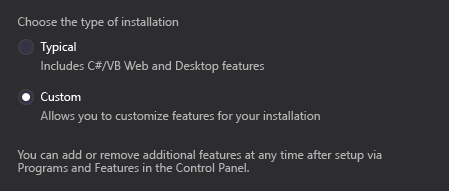 Choose the type of installation
Typical
Includes C#/VB Web and Desktop features
Custom
Allows you to customize features for your installation
You can add or remove additional features at any time after setup via
Programs and Features in the Control Panel.